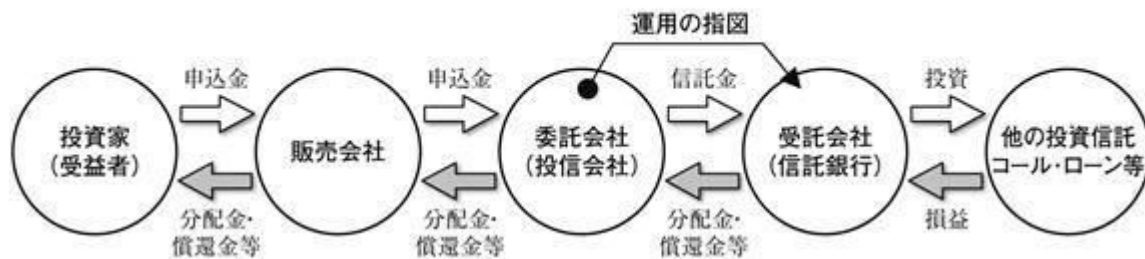 運用の指図
申込金
申込金
信託金
投資
投資家
(受益者)
販売会社
委託会社
(投信会社)
受託会社
(信託銀行)
他の投資信託
コール・ローン等
分配金・
償還金等
分配金・
償還金等
分配金・
償還金等
損益